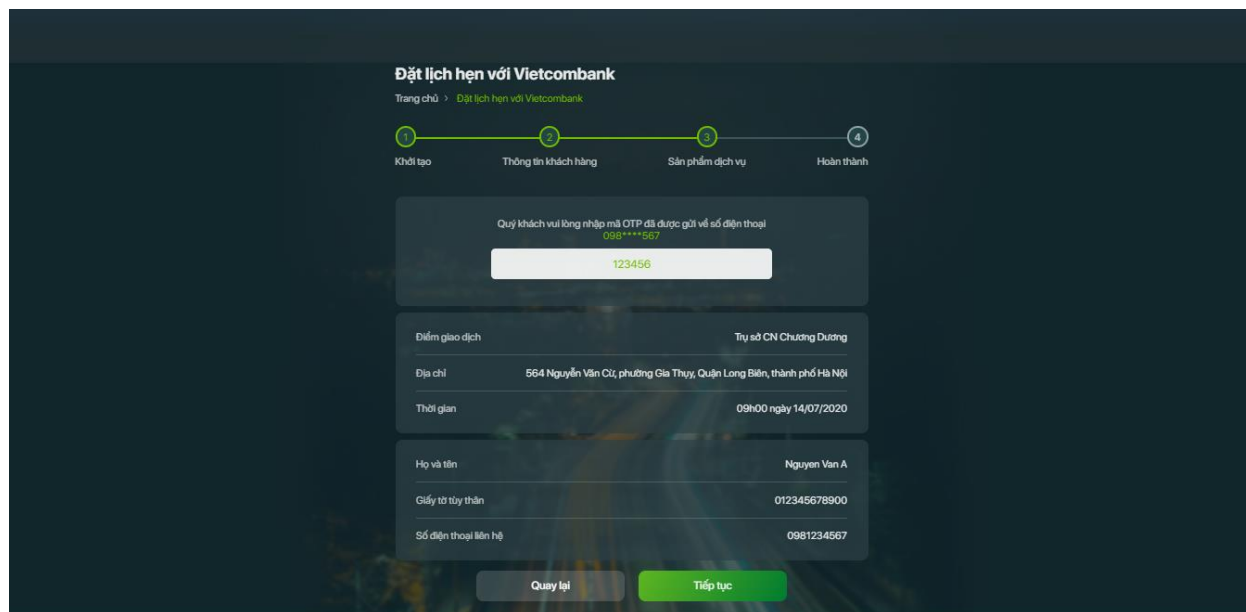 Đặt lịch hẹn với Vietcombank
Trang chủ > Đặt lịch hẹn với Vietcombank
1 2 3 4
Khởi tạo Thông tin khách hàng Sản phẩm dịch vụ Hoàn thành
Quý khách vui lòng nhập mã OTP đã được gửi về số điện thoại
098****567
123456
Điểm giao dịch Trụ sở CN Chương Dương
Địa chỉ 564 Nguyễn Văn Cừ, phường Gia Thụy, Quận Long Biên, thành phố Hà Nội
Thời gian 09h00 ngày 14/07/2020
Họ và tên Nguyen Van A
Giấy tờ tùy thân 012345678900
Số điện thoại liên hệ 0981234567
Quay lại Tiếp tục